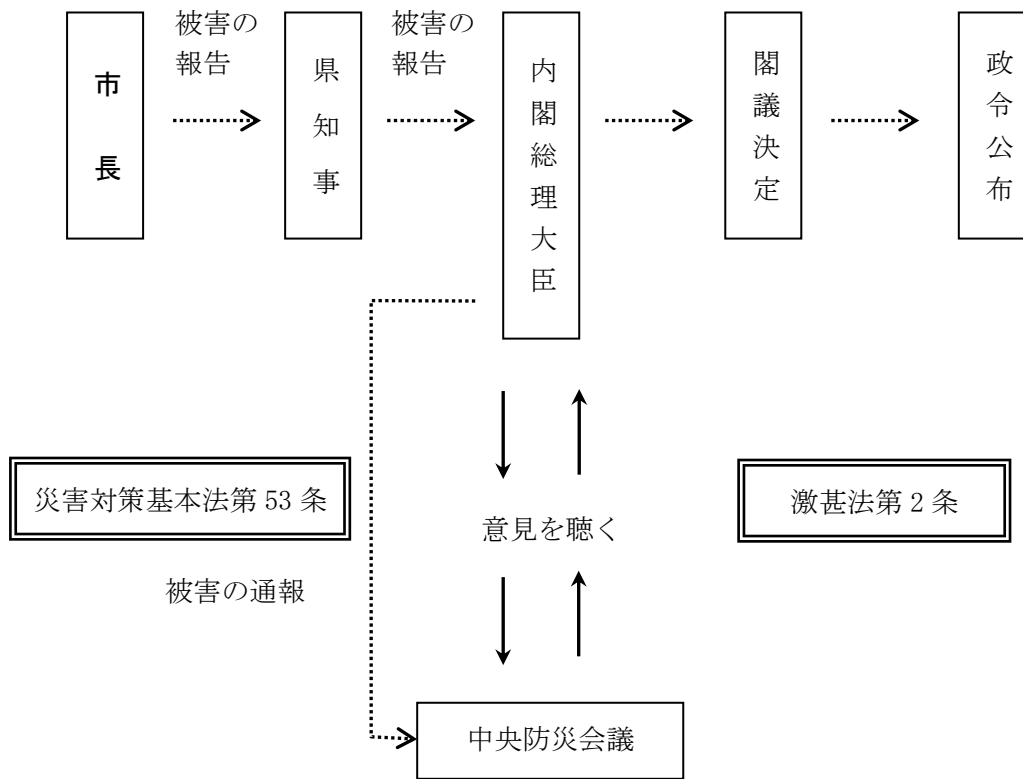 市長
被害の
報告
県知事
被害の
報告
内閣総理大臣
閣議決定
政令公布
災害対策基本法第 53 条
意見を聴く
激甚法第 2 条
被害の通報
中央防災会議